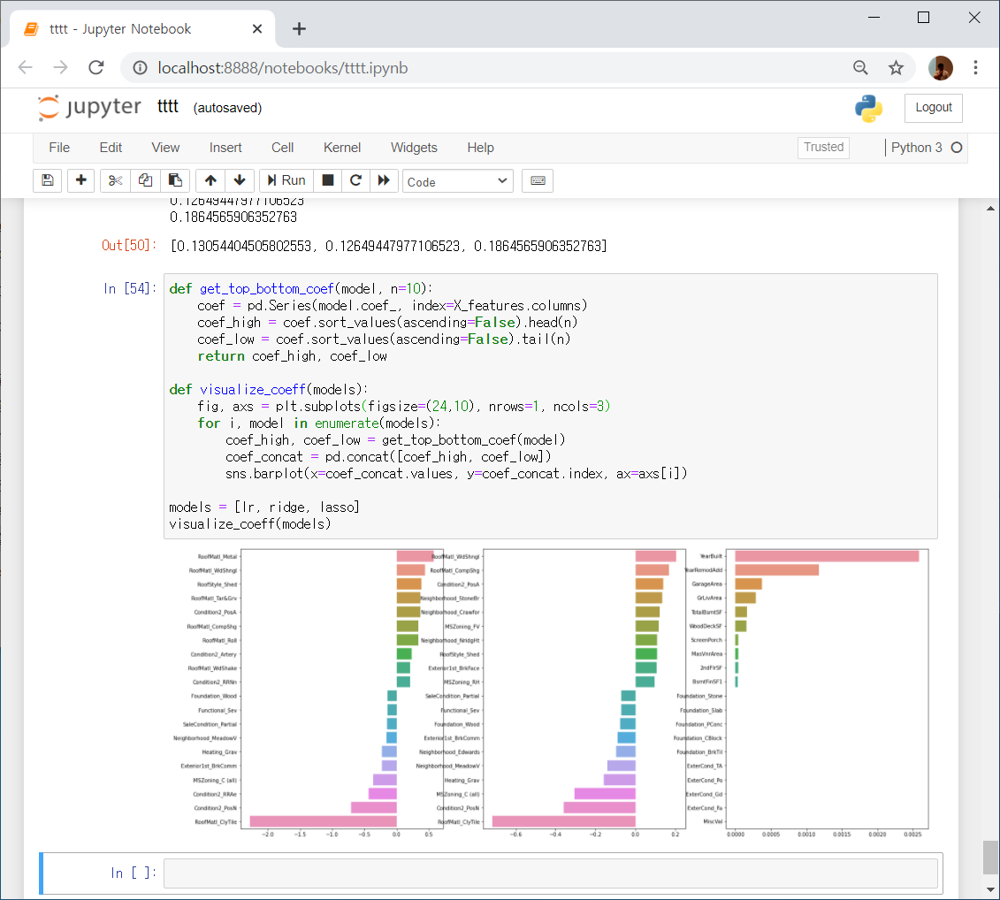 tttt - Jupyter Notebook
localhost:8888/notebooks/tttt.ipynb
jupyter tttt (autosaved)
Logout
File Edit View Insert Cell Kernel Widgets Help
Trusted Python 3
Run Code
0.12649447977106523
0.1864565906352763
Out[50]: [0.13054404505802553, 0.12649447977106523, 0.1864565906352763]
In [54]: def get_top_bottom_coef(model, n=10):
coef = pd.Series(model.coef_, index=X_features.columns)
coef_high = coef.sort_values(ascending=False).head(n)
coef_low = coef.sort_values(ascending=False).tail(n)
return coef_high, coef_low
def visualize_coeff(models):
fig, axs = plt.subplots(figsize=(24,10), nrows=1, ncols=3)
for i, model in enumerate(models):
coef_high, coef_low = get_top_bottom_coef(model)
coef_concat = pd.concat([coef_high, coef_low])
sns.barplot(x=coef_concat.values, y=coef_concat.index, ax=axs[i])
models = [lr, ridge, lasso]
visualize_coeff(models)
RoofMatl_Metal
RoofMatl_WdShngl
RoofStyle_Shed
RoofMatl_Tar&Grv
Condition2_PosA
RoofMatl_CompShg
RoofMatl_Roll
Condition2_Artery
RoofMatl_WdShake
Condition2_RRNn
Foundation_Wood
Functional_Sev
SaleCondition_Partial
Neighborhood_MeadowV
Heating_Grav
Exterior1st_BrkComm
MSZoning_C (all)
Condition2_RRAe
Condition2_PosN
RoofMatl_ClyTile
−2.0 −1.5 −1.0 −0.5 0.0 0.5
RoofMatl_WdShngl
RoofMatl_CompShg
Condition2_PosA
Neighborhood_StoneBr
Neighborhood_Crawfor
MSZoning_FV
Neighborhood_NridgHt
RoofStyle_Shed
Exterior1st_BrkFace
MSZoning_RH
SaleCondition_Partial
Functional_Sev
Foundation_Wood
Exterior1st_BrkComm
Neighborhood_Edwards
Neighborhood_MeadowV
Heating_Grav
MSZoning_C (all)
Condition2_PosN
RoofMatl_ClyTile
−0.6 −0.4 −0.2 0.0 0.2
YearBuilt
YearRemodAdd
GarageArea
GrLivArea
TotalBsmtSF
WoodDeckSF
ScreenPorch
MasVnrArea
2ndFlrSF
BsmtFinSF1
Foundation_Stone
Foundation_Slab
Foundation_PConc
Foundation_CBlock
Foundation_BrkTil
ExterCond_TA
ExterCond_Po
ExterCond_Gd
ExterCond_Fa
MiscVal
0.0000 0.0005 0.0010 0.0015 0.0020 0.0025
In [ ]: